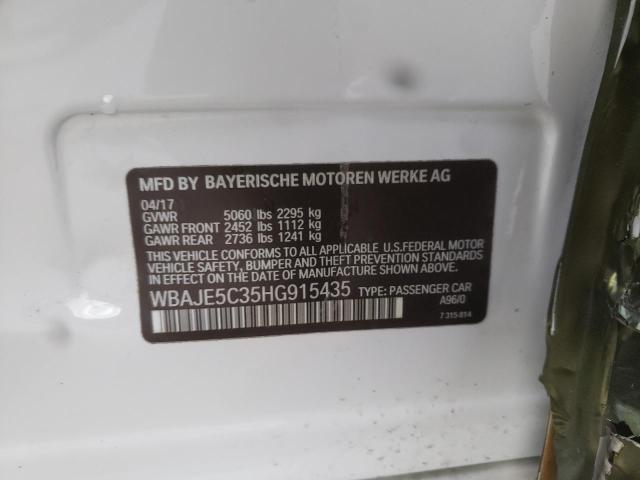 MFD BY BAYERISCHE MOTOREN WERKE AG
04/17
GVWR 5060 lbs 2295 kg
GAWR FRONT 2452 lbs 1112 kg
GAWR REAR 2736 lbs 1241 kg
THIS VEHICLE CONFORMS TO ALL APPLICABLE U.S.FEDERAL MOTOR
VEHICLE SAFETY, BUMPER, AND THEFT PREVENTION STANDARDS
IN EFFECT ON THE DATE OF MANUFACTURE SHOWN ABOVE.
WBAJE5C35HG915435 TYPE: PASSENGER CAR
A96/0
7 315 814